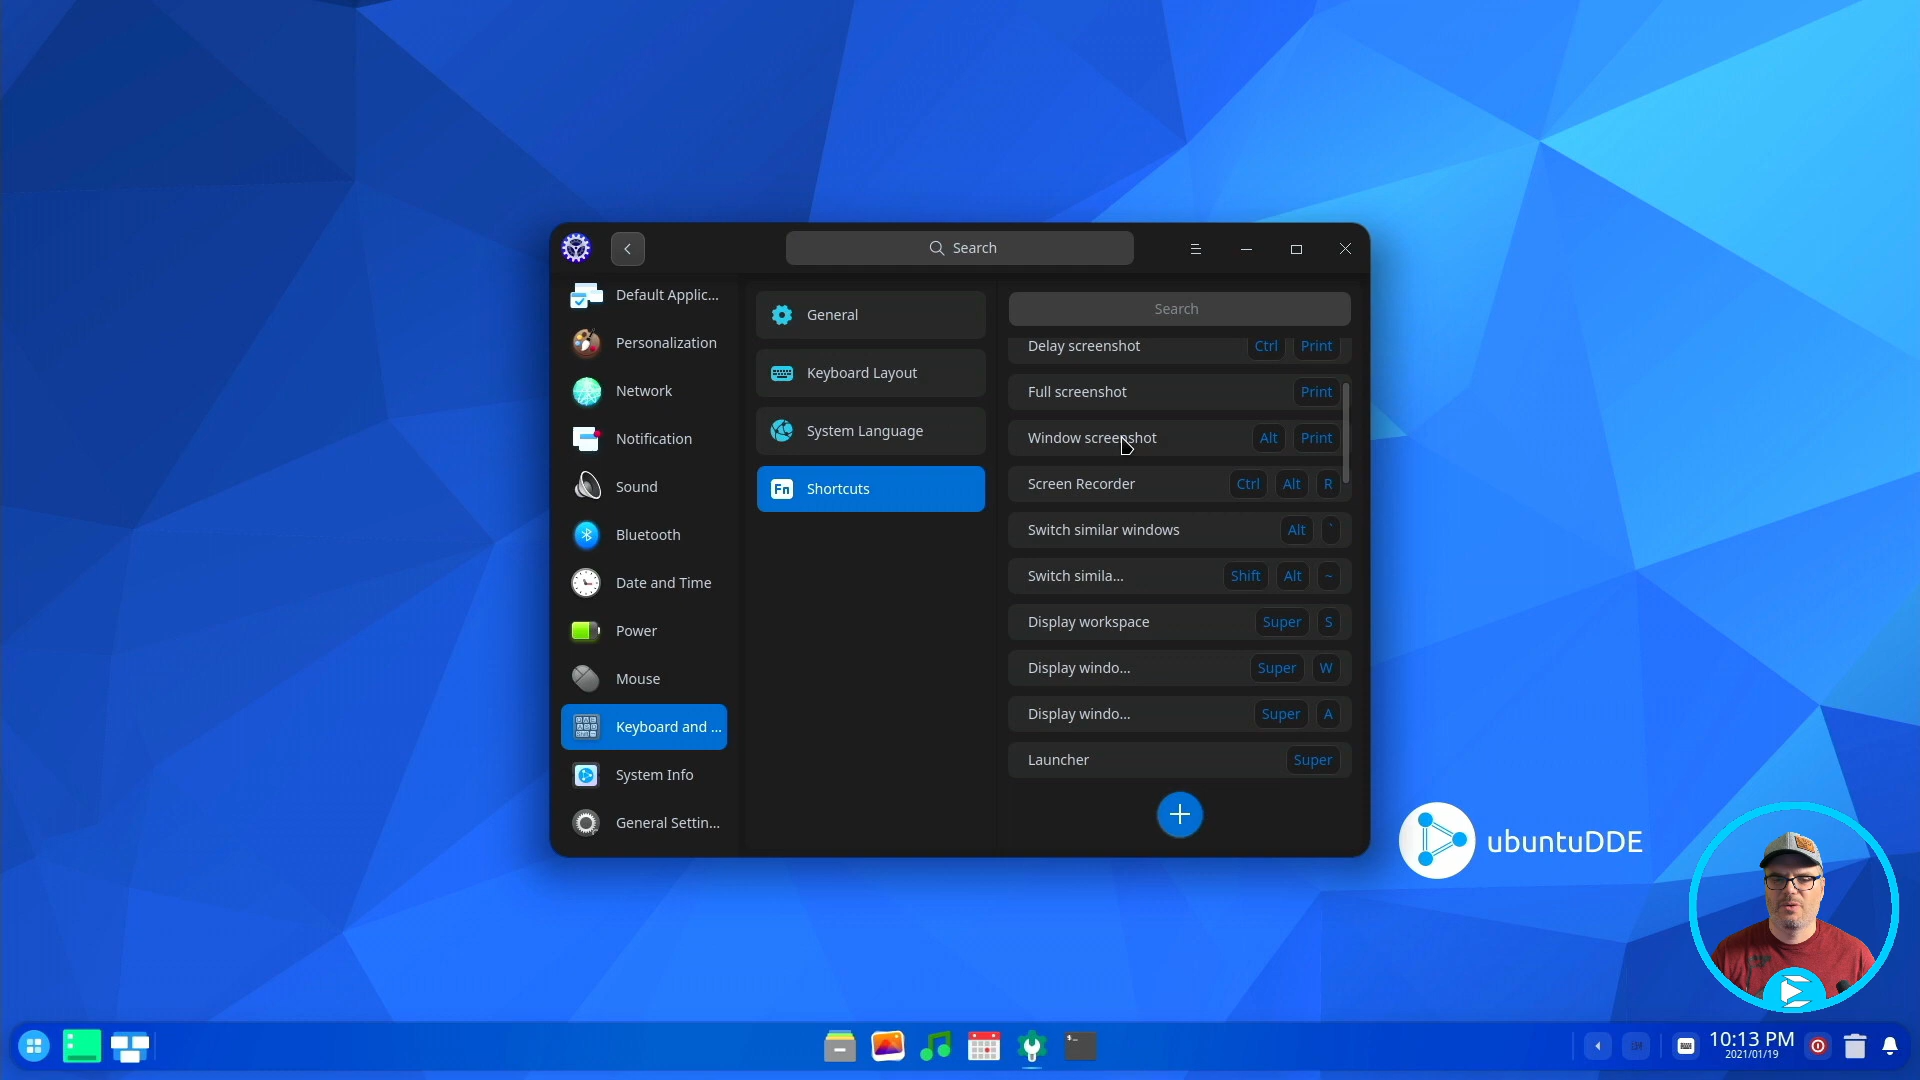 Search
Default Applic...
Personalization
Network
Notification
Sound
Bluetooth
Date and Time
Power
Mouse
Keyboard and ...
System Info
General Settin...
General
Keyboard Layout
System Language
Fn Shortcuts
Search
Delay screenshot Ctrl Print
Full screenshot Print
Window screenshot Alt Print
Screen Recorder Ctrl Alt R
Switch similar windows Alt `
Switch simila... Shift Alt ~
Display workspace Super S
Display windo... Super W
Display windo... Super A
Launcher Super
ubuntuDDE
10:13 PM
2021/01/19